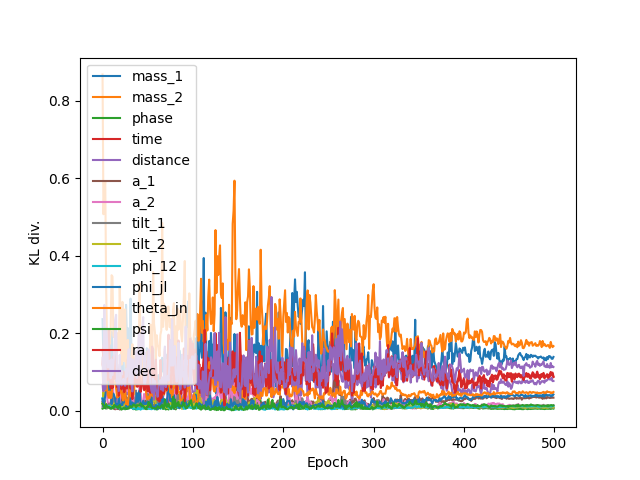 KL div.
0.8
0.6
0.4
0.2
0.0
mass_1
mass_2
phase
time
distance
a_1
a_2
tilt_1
tilt_2
phi_12
phi_jl
theta_jn
psi
ra
dec
0 100 200 300 400 500
Epoch